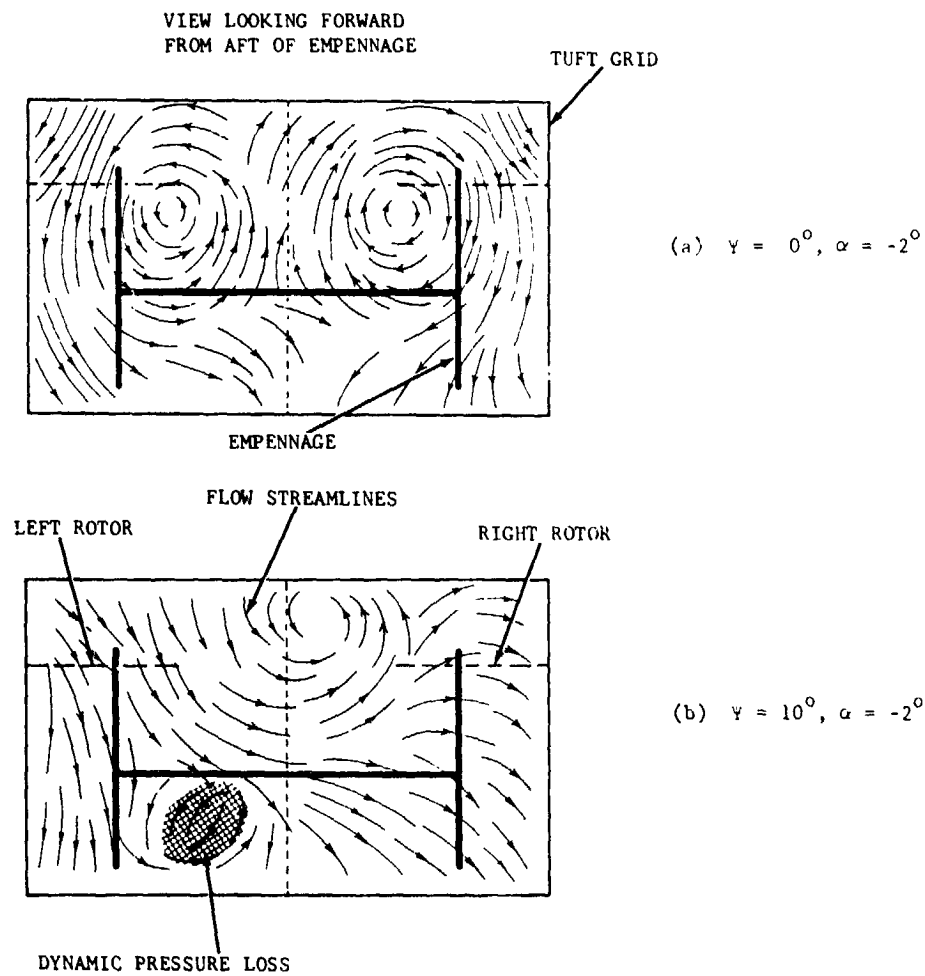 VIEW LOOKING FORWARD
FROM AFT OF EMPENNAGE
TUFT GRID
(a) Ψ = 0°, α = -2°
EMPENNAGE
FLOW STREAMLINES
LEFT ROTOR
RIGHT ROTOR
(b) Ψ = 10°, α = -2°
DYNAMIC PRESSURE LOSS